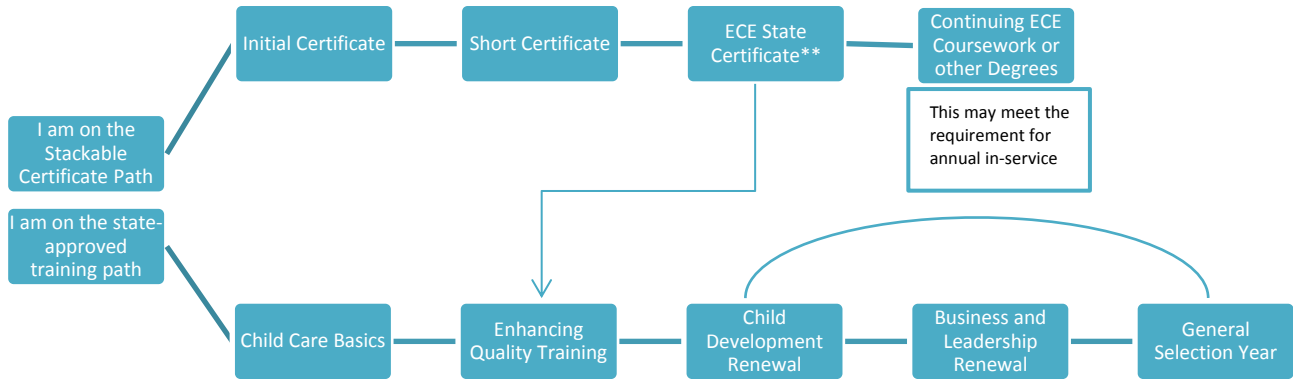 Initial Certificate
Short Certificate
ECE State
Certificate**
Continuing ECE
Coursework or
other Degrees
This may meet the
requirement for
annual in-service
I am on the
Stackable
Certificate Path
I am on the state-
approved
training path
Child Care Basics
Enhancing
Quality Training
Child
Development
Renewal
Business and
Leadership
Renewal
General
Selection Year